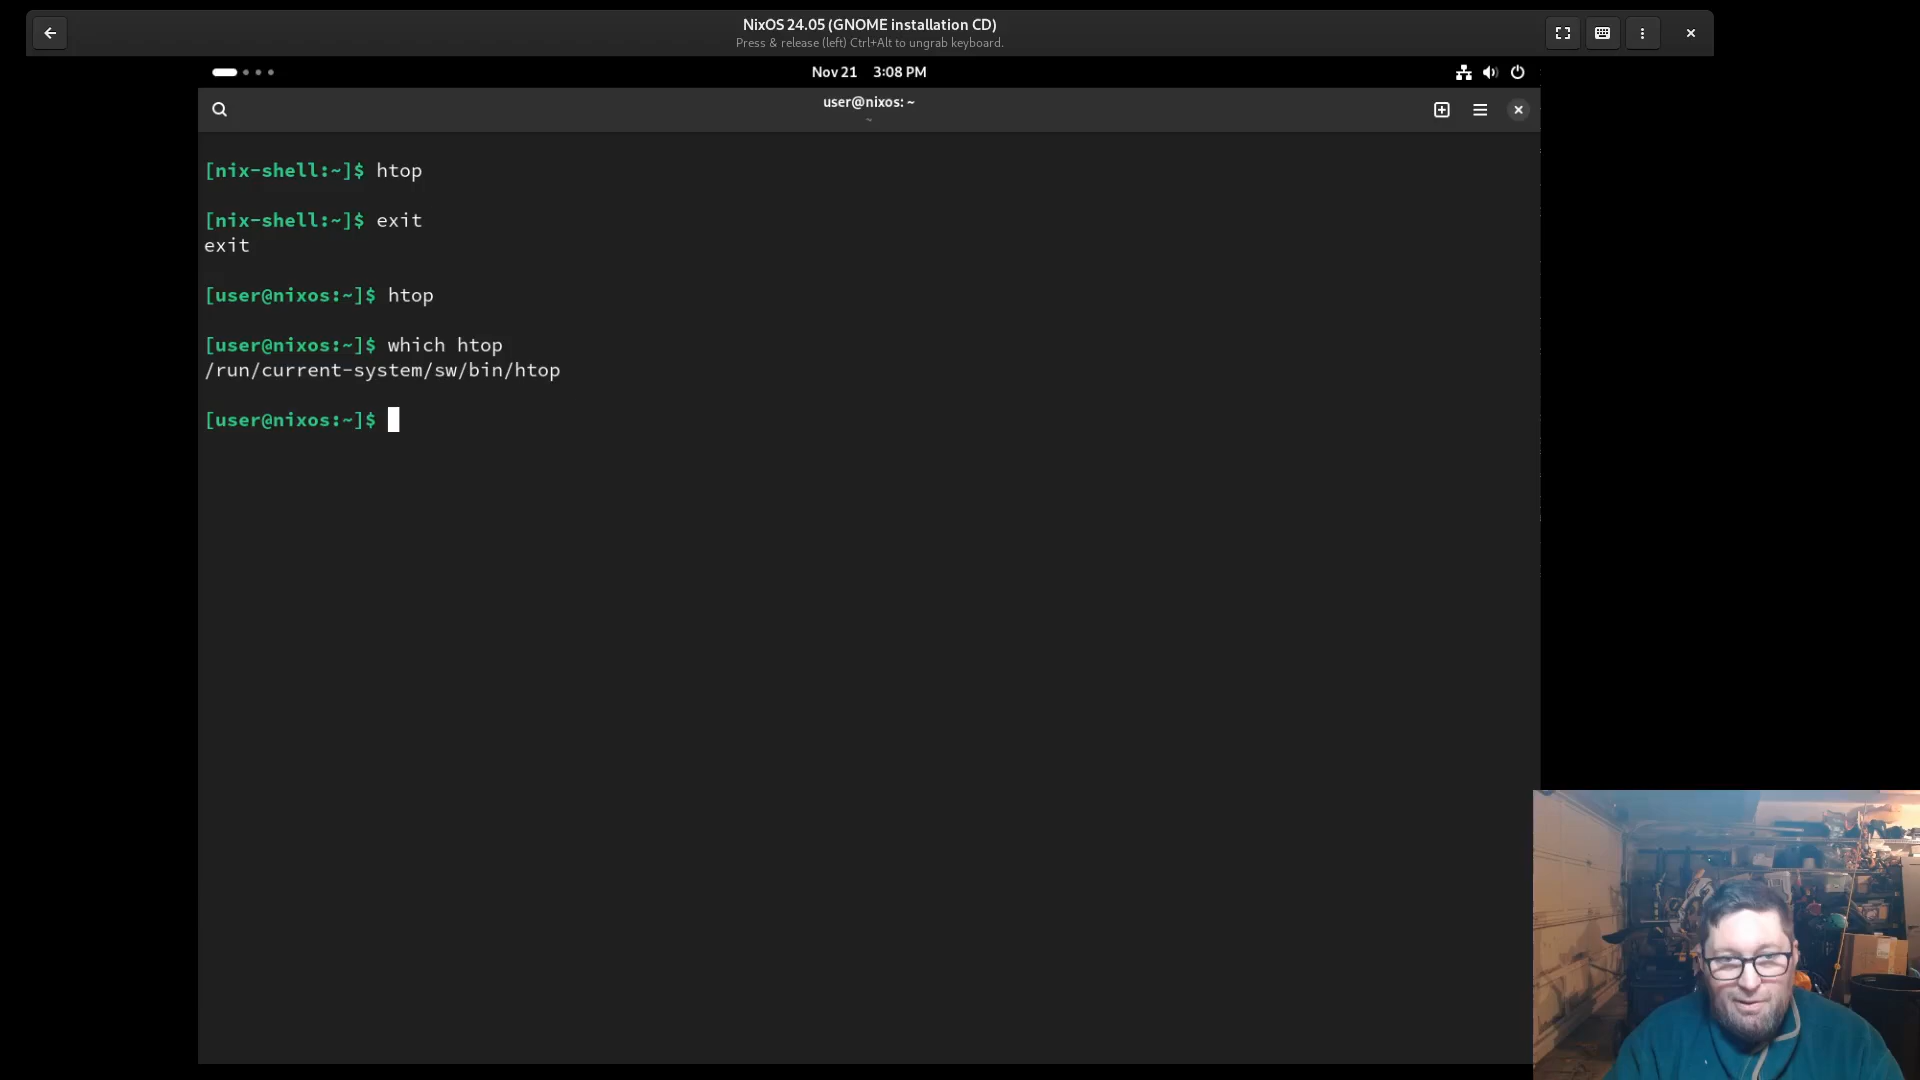 NixOS 24.05 (GNOME installation CD)
Press & release (left) Ctrl+Alt to ungrab keyboard.
Nov 21 3:08 PM
user@nixos: ~
~
[nix-shell:~]$ htop
[nix-shell:~]$ exit
exit
[user@nixos:~]$ htop
[user@nixos:~]$ which htop
/run/current-system/sw/bin/htop
[user@nixos:~]$